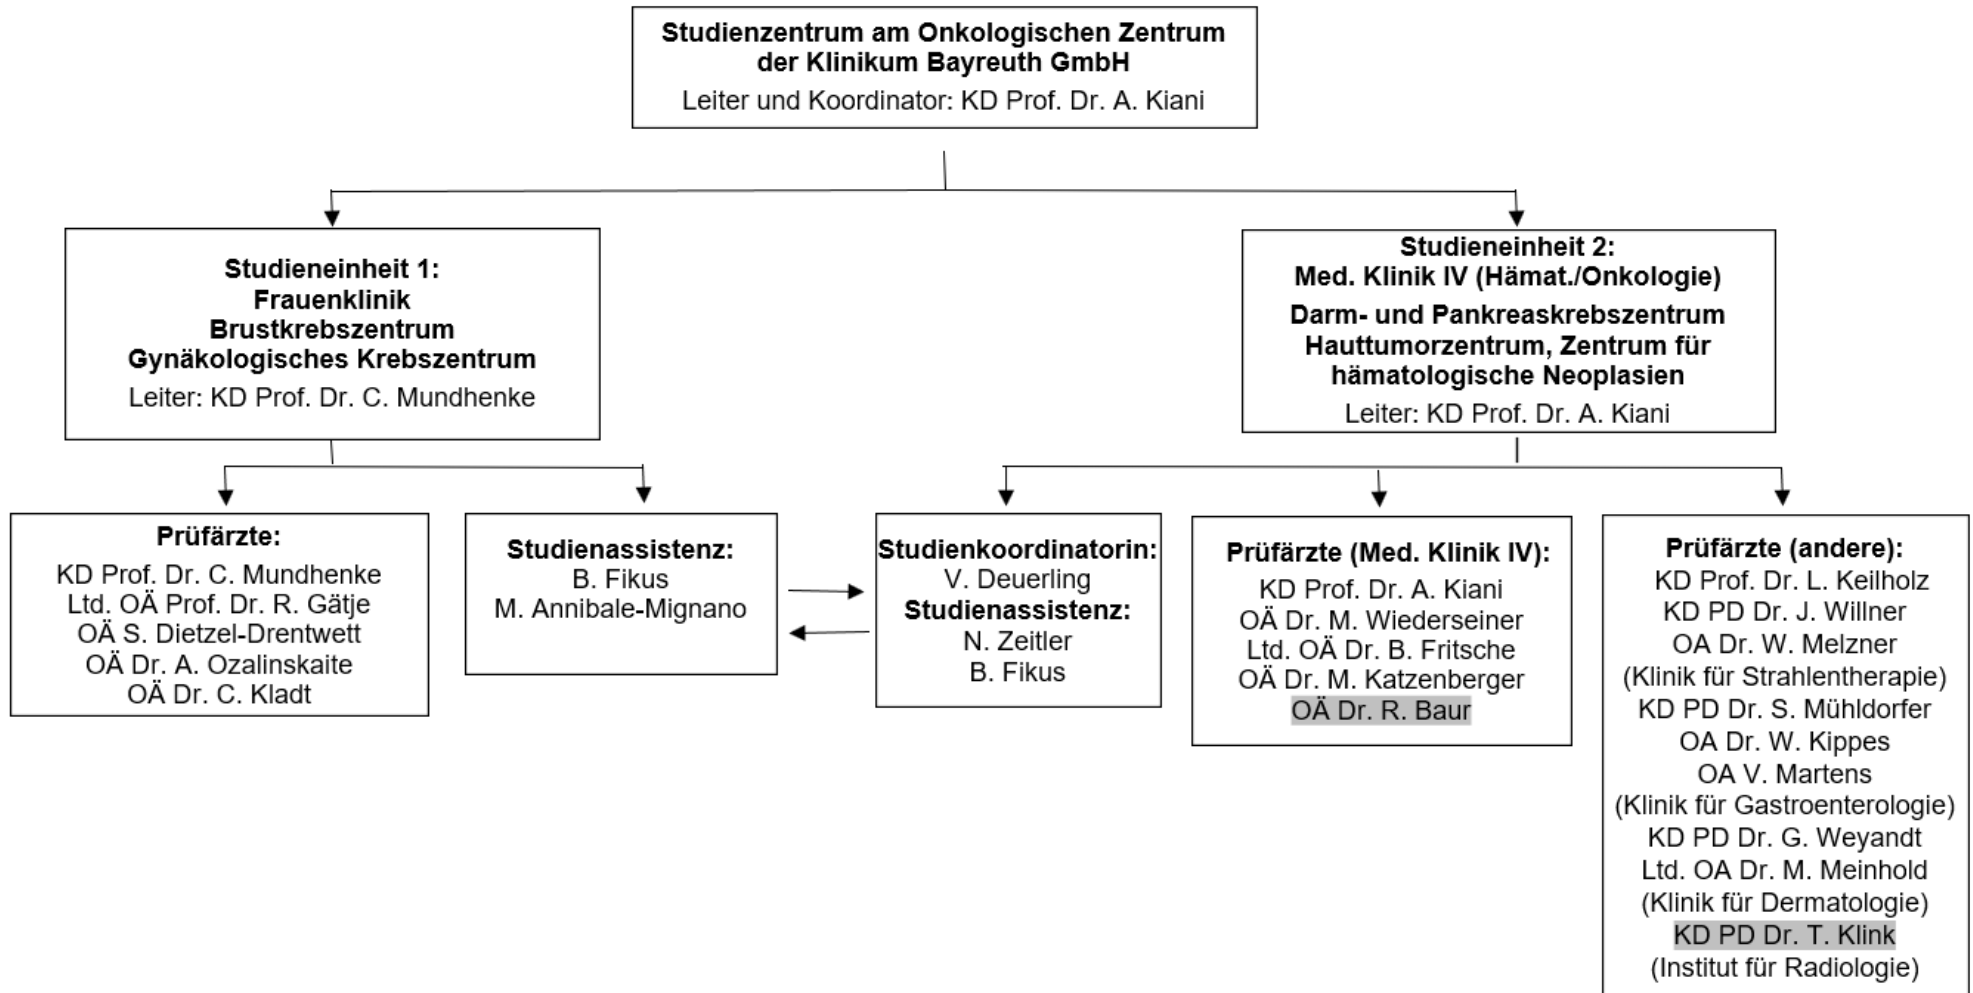 Studienzentrum am Onkologischen Zentrum
der Klinikum Bayreuth GmbH
Leiter und Koordinator: KD Prof. Dr. A. Kiani
Studieneinheit 1:
Frauenklinik
Brustkrebszentrum
Gynäkologisches Krebszentrum
Leiter: KD Prof. Dr. C. Mundhenke
Studieneinheit 2:
Med. Klinik IV (Hämat./Onkologie)
Darm- und Pankreaskrebszentrum
Hauttumorzentrum, Zentrum für
hämatologische Neoplasien
Leiter: KD Prof. Dr. A. Kiani
Prüfärzte:
KD Prof. Dr. C. Mundhenke
Ltd. OÄ Prof. Dr. R. Gätje
OÄ S. Dietzel-Drentwett
OÄ Dr. A. Ozalinskaite
OÄ Dr. C. Kladt
Studienassistenz:
B. Fikus
M. Annibale-Mignano
Studienkoordinatorin:
V. Deuerling
Studienassistenz:
N. Zeitler
B. Fikus
Prüfärzte (Med. Klinik IV):
KD Prof. Dr. A. Kiani
OÄ Dr. M. Wiederseiner
Ltd. OÄ Dr. B. Fritsche
OÄ Dr. M. Katzenberger
OÄ Dr. R. Baur
Prüfärzte (andere):
KD Prof. Dr. L. Keilholz
KD PD Dr. J. Willner
OA Dr. W. Melzner
(Klinik für Strahlentherapie)
KD PD Dr. S. Mühldorfer
OA Dr. W. Kippes
OA V. Martens
(Klinik für Gastroenterologie)
KD PD Dr. G. Weyandt
Ltd. OA Dr. M. Meinhold
(Klinik für Dermatologie)
KD PD Dr. T. Klink
(Institut für Radiologie)